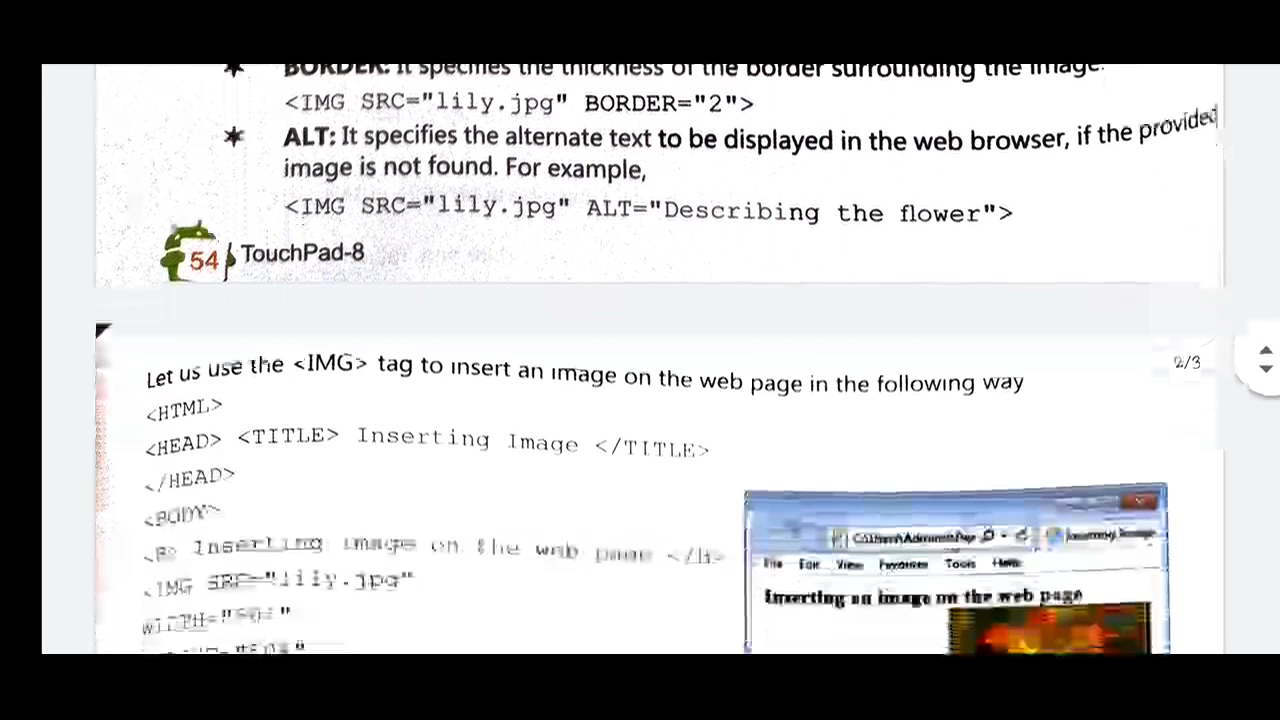 BORDER: It specifies the thickness of the border surrounding the image.
<IMG SRC="lily.jpg" BORDER="2">
ALT: It specifies the alternate text to be displayed in the web browser, if the provided
image is not found. For example,
<IMG SRC="lily.jpg" ALT="Describing the flower">
54 TouchPad-8
Let us use the <IMG> tag to insert an image on the web page in the following way
2/3
<HTML>
<HEAD> <TITLE> Inserting Image </TITLE>
</HEAD>
<BODY>
Inserting image on the web page
<IMG SRC="lily.jpg"
File Edit View Favorites Tools Help
Inserting an image on the web page